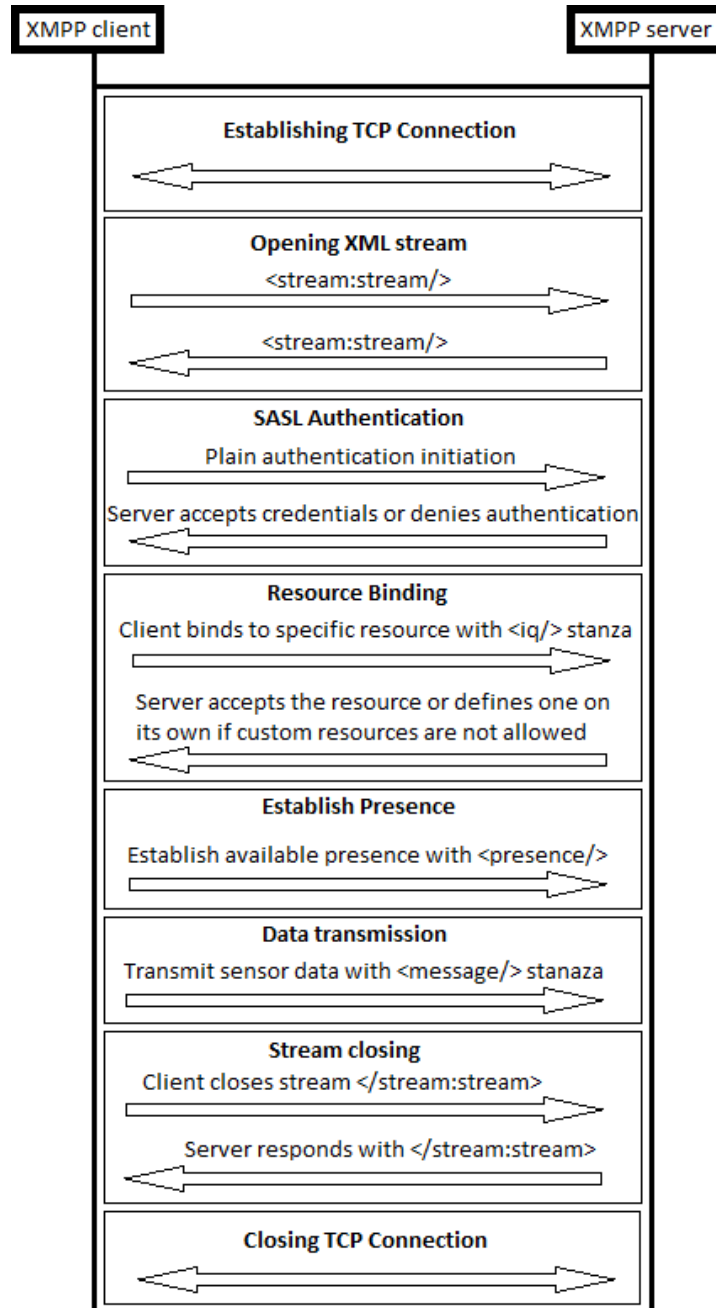 XMPP client
XMPP server
Establishing TCP Connection
Opening XML stream
<stream:stream/>
<stream:stream/>
SASL Authentication
Plain authentication initiation
Server accepts credentials or denies authentication
Resource Binding
Client binds to specific resource with <iq/> stanza
Server accepts the resource or defines one on
its own if custom resources are not allowed
Establish Presence
Establish available presence with <presence/>
Data transmission
Transmit sensor data with <message/> stanaza
Stream closing
Client closes stream </stream:stream>
Server responds with </stream:stream>
Closing TCP Connection